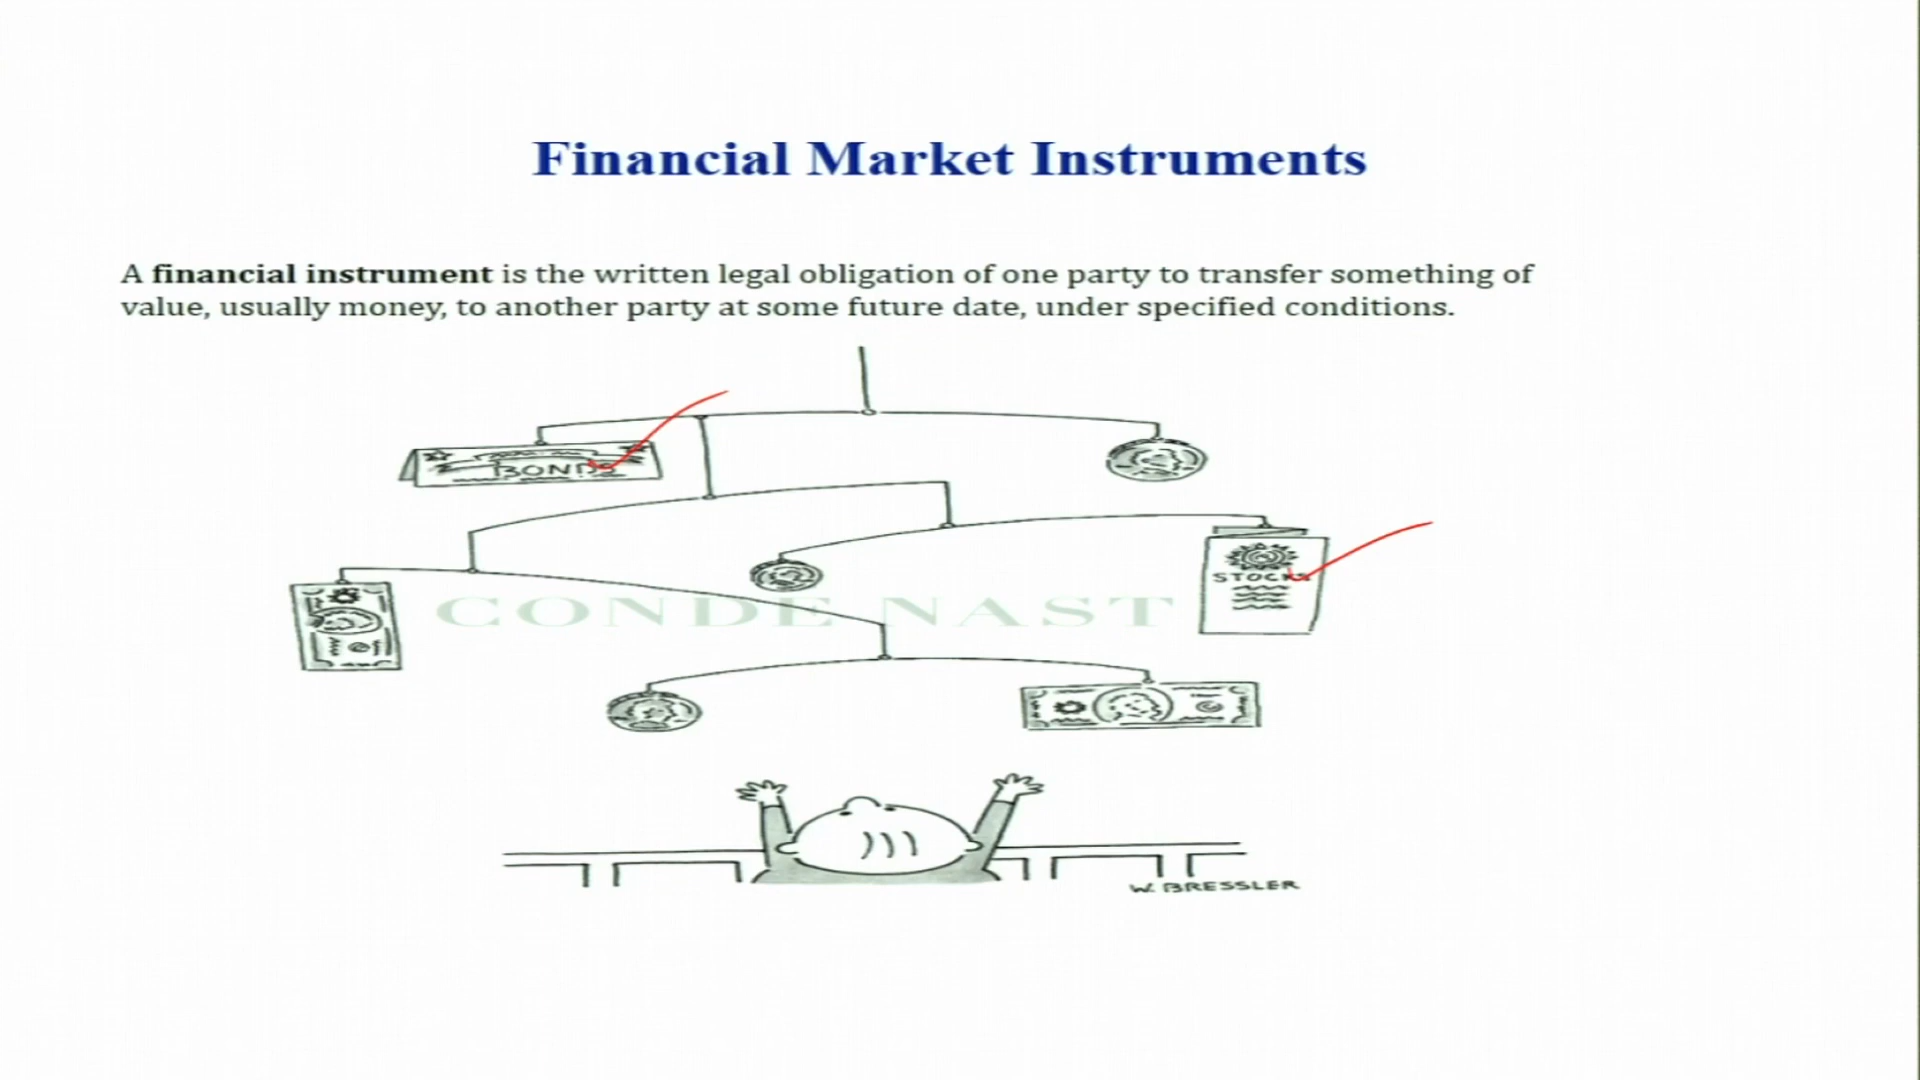 Financial Market Instruments
A financial instrument is the written legal obligation of one party to transfer something of
value, usually money, to another party at some future date, under specified conditions.
BONDS
STOCKS
CONDE NAST
W. BRESSLER